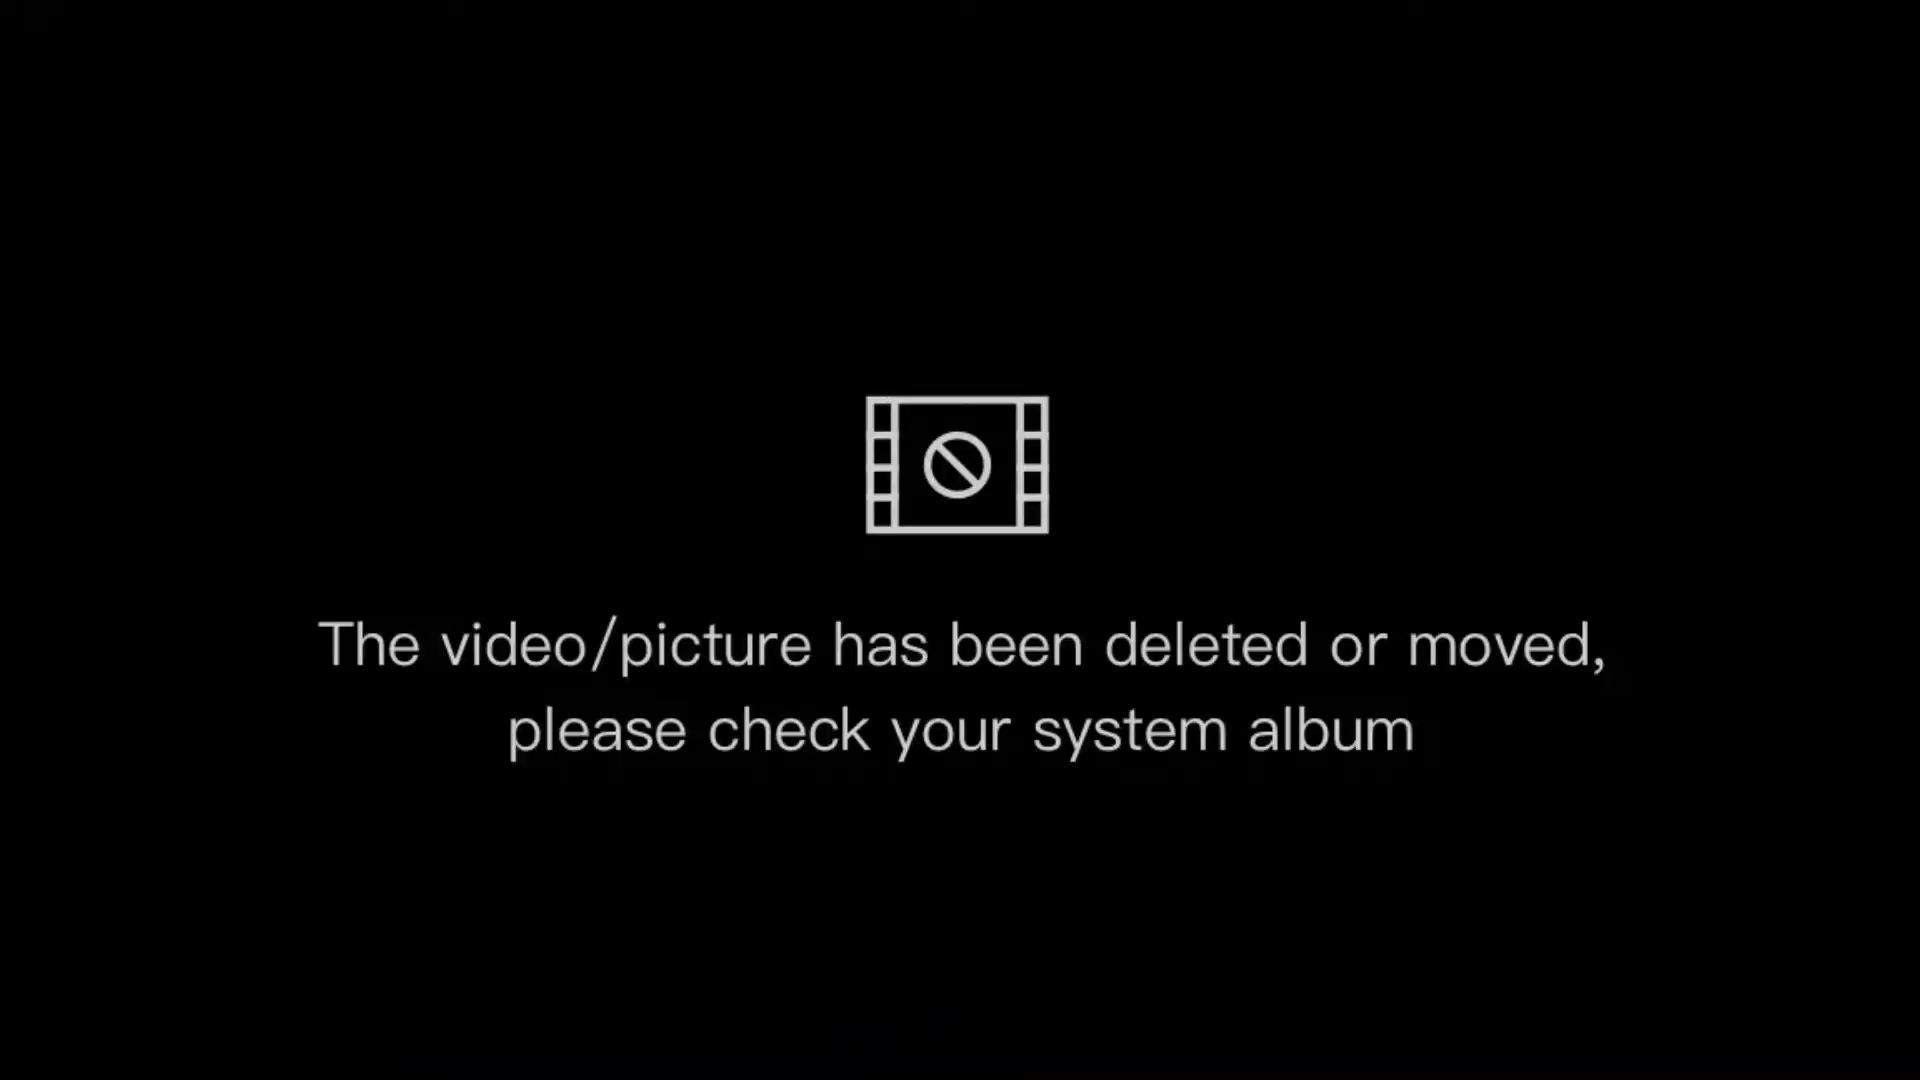 The video/picture has been deleted or moved,
please check your system album